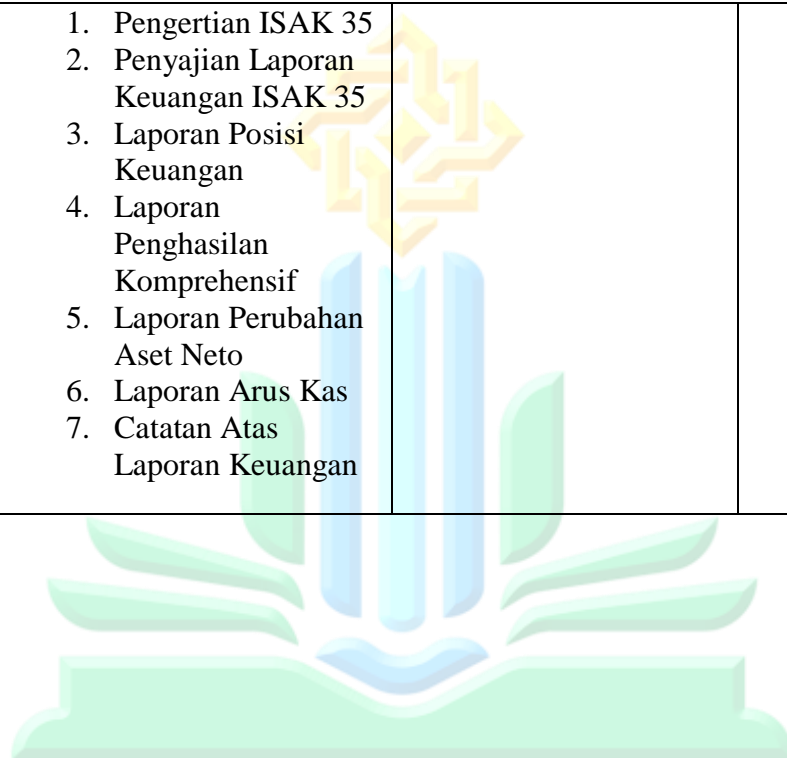 1. Pengertian ISAK 35
2. Penyajian Laporan
Keuangan ISAK 35
3. Laporan Posisi
Keuangan
4. Laporan
Penghasilan
Komprehensif
5. Laporan Perubahan
Aset Neto
6. Laporan Arus Kas
7. Catatan Atas
Laporan Keuangan